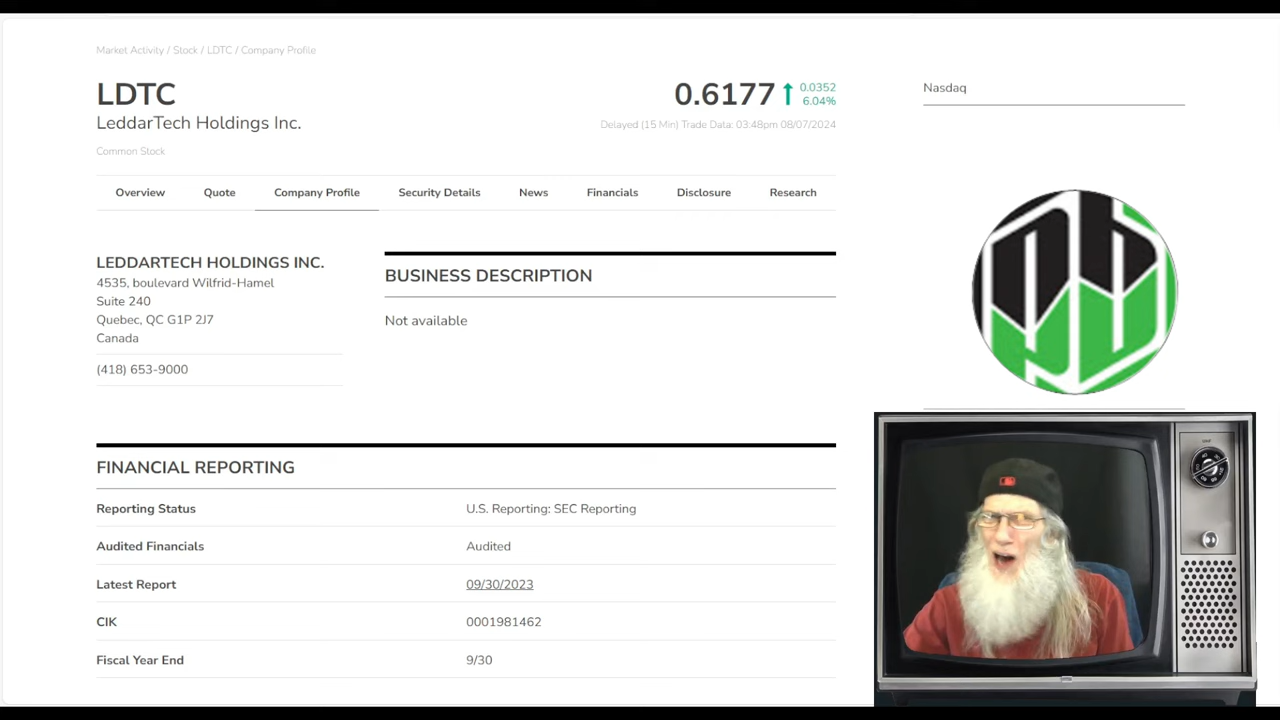 Market Activity / Stock / LDTC / Company Profile
LDTC
LeddarTech Holdings Inc.
Common Stock
0.6177
0.0352
6.04%
Delayed (15 Min) Trade Data: 03:48pm 08/07/2024
Nasdaq
Overview
Quote
Company Profile
Security Details
News
Financials
Disclosure
Research
LEDDARTECH HOLDINGS INC.
4535, boulevard Wilfrid-Hamel
Suite 240
Quebec, QC G1P 2J7
Canada
(418) 653-9000
BUSINESS DESCRIPTION
Not available
FINANCIAL REPORTING
Reporting Status
U.S. Reporting: SEC Reporting
Audited Financials
Audited
Latest Report
09/30/2023
CIK
0001981462
Fiscal Year End
9/30